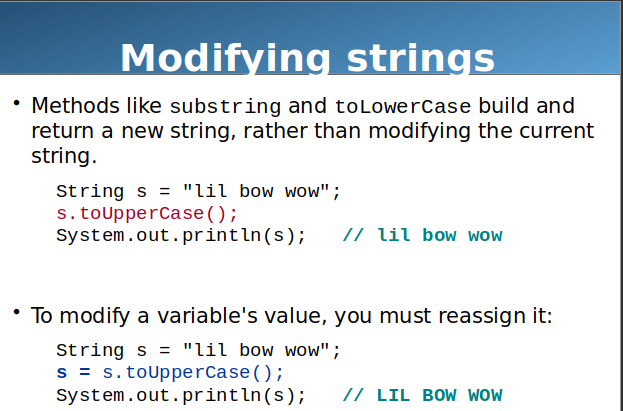 Modifying strings
• Methods like substring and toLowerCase build and
return a new string, rather than modifying the current
string.
String s = "lil bow wow";
s.toUpperCase();
System.out.println(s);   // lil bow wow
• To modify a variable's value, you must reassign it:
String s = "lil bow wow";
s = s.toUpperCase();
System.out.println(s);   // LIL BOW WOW